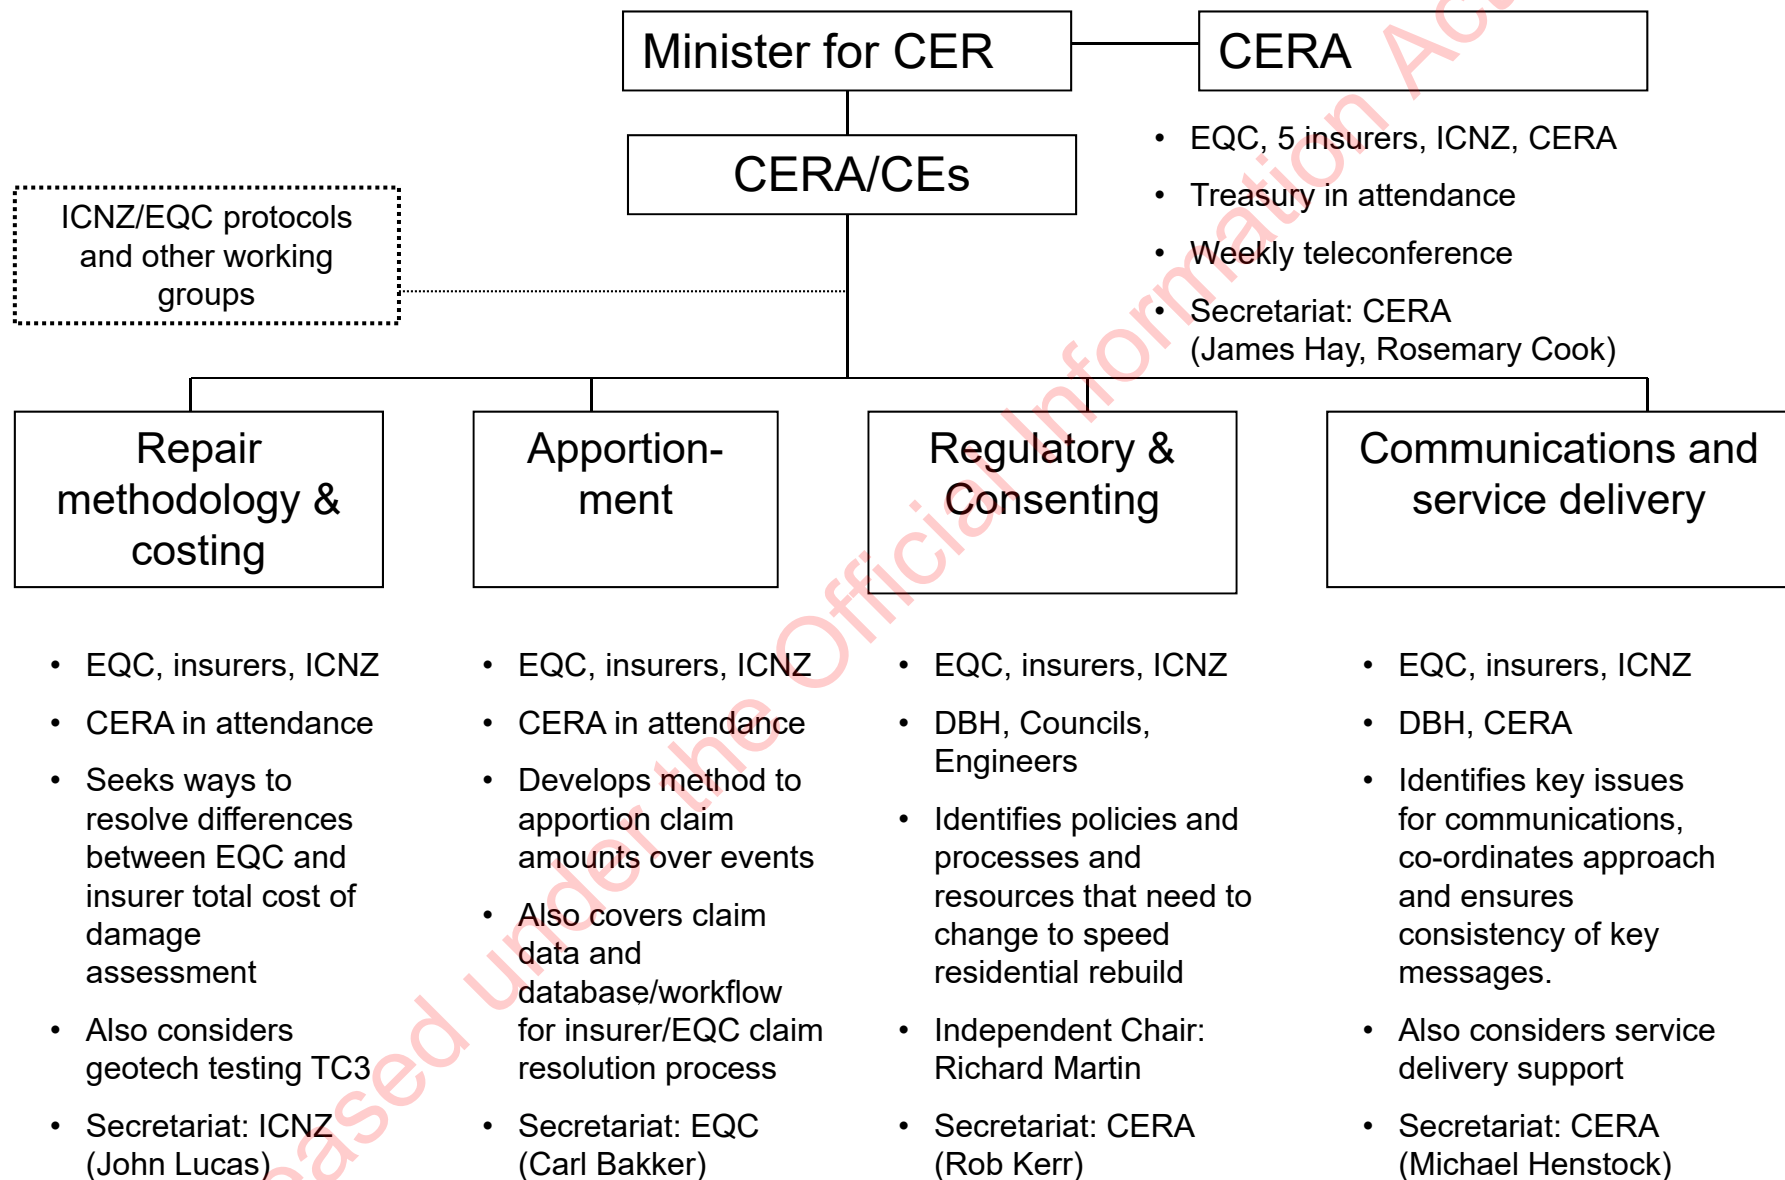 Minister for CER
CERA
CERA/CEs
• EQC, 5 insurers, ICNZ, CERA
• Treasury in attendance
• Weekly teleconference
• Secretariat: CERA
(James Hay, Rosemary Cook)
ICNZ/EQC protocols
and other working
groups
Repair
methodology &
costing
• EQC, insurers, ICNZ
• CERA in attendance
• Seeks ways to
resolve differences
between EQC and
insurer total cost of
damage
assessment
• Also considers
geotech testing TC3
• Secretariat: ICNZ
(John Lucas)
Apportion-
ment
• EQC, insurers, ICNZ
• CERA in attendance
• Develops method to
apportion claim
amounts over events
• Also covers claim
data and
database/workflow
for insurer/EQC claim
resolution process
• Secretariat: EQC
(Carl Bakker)
Regulatory &
Consenting
• EQC, insurers, ICNZ
• DBH, Councils,
Engineers
• Identifies policies and
processes and
resources that need to
change to speed
residential rebuild
• Independent Chair:
Richard Martin
• Secretariat: CERA
(Rob Kerr)
Communications and
service delivery
• EQC, insurers, ICNZ
• DBH, CERA
• Identifies key issues
for communications,
co-ordinates approach
and ensures
consistency of key
messages.
• Also considers service
delivery support
• Secretariat: CERA
(Michael Henstock)
ased under the Official Information Act